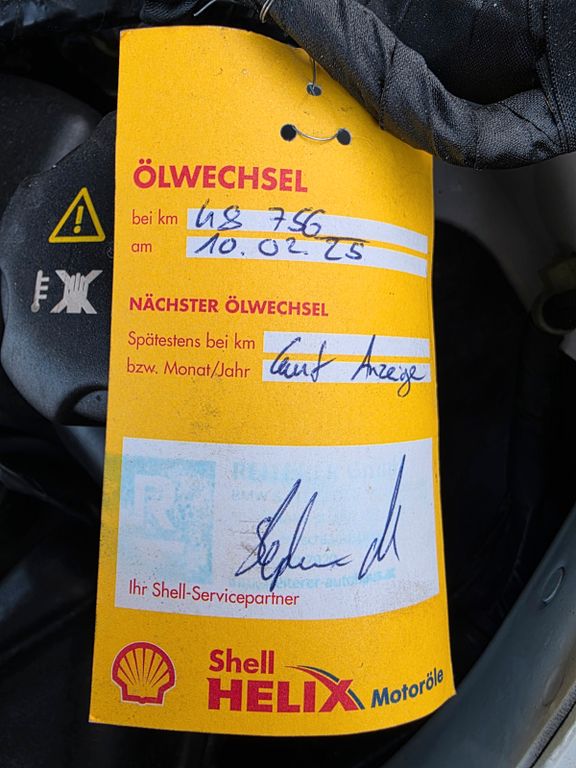 ÖLWECHSEL
bei km 48 756
am 10.02.25
NÄCHSTER ÖLWECHSEL
Spätestens bei km
bzw. Monat/Jahr Laut Anzeige
R
Ihr Shell-Servicepartner
Shell
HELIX Motoröle